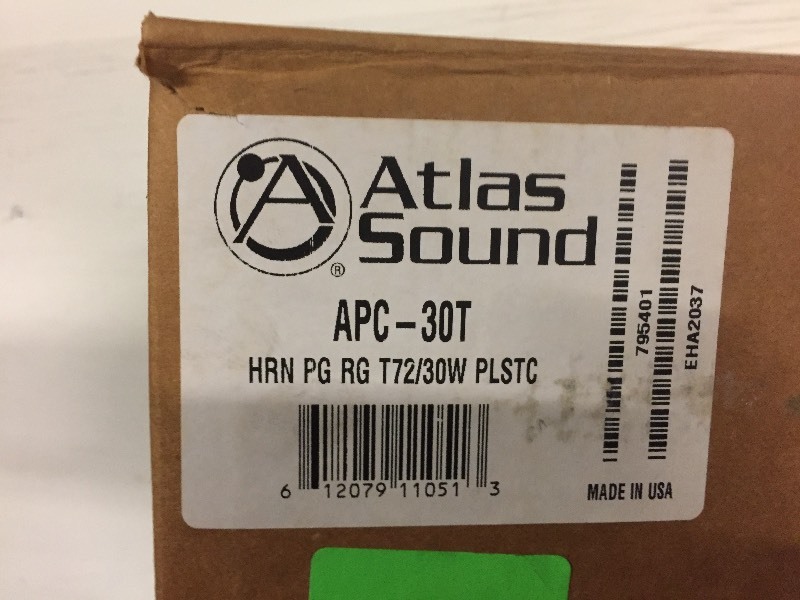 Atlas
Sound
®
APC-30T
HRN PG RG T72/30W PLSTC
6 12079 11051 3
795401
EHA2037
MADE IN USA